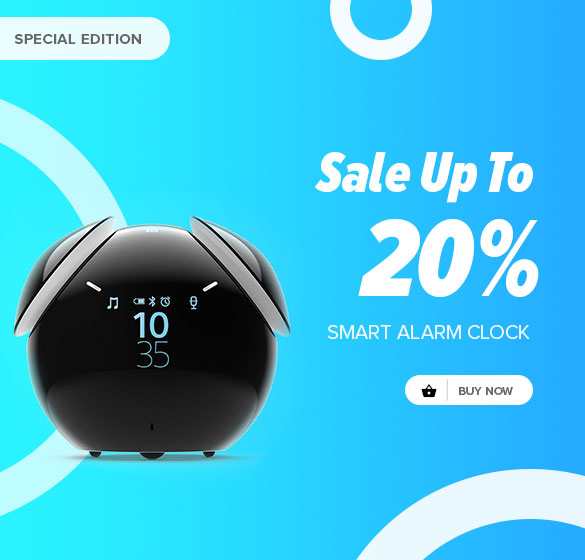 SPECIAL EDITION
Sale Up To
20%
SMART ALARM CLOCK
BUY NOW
10
35